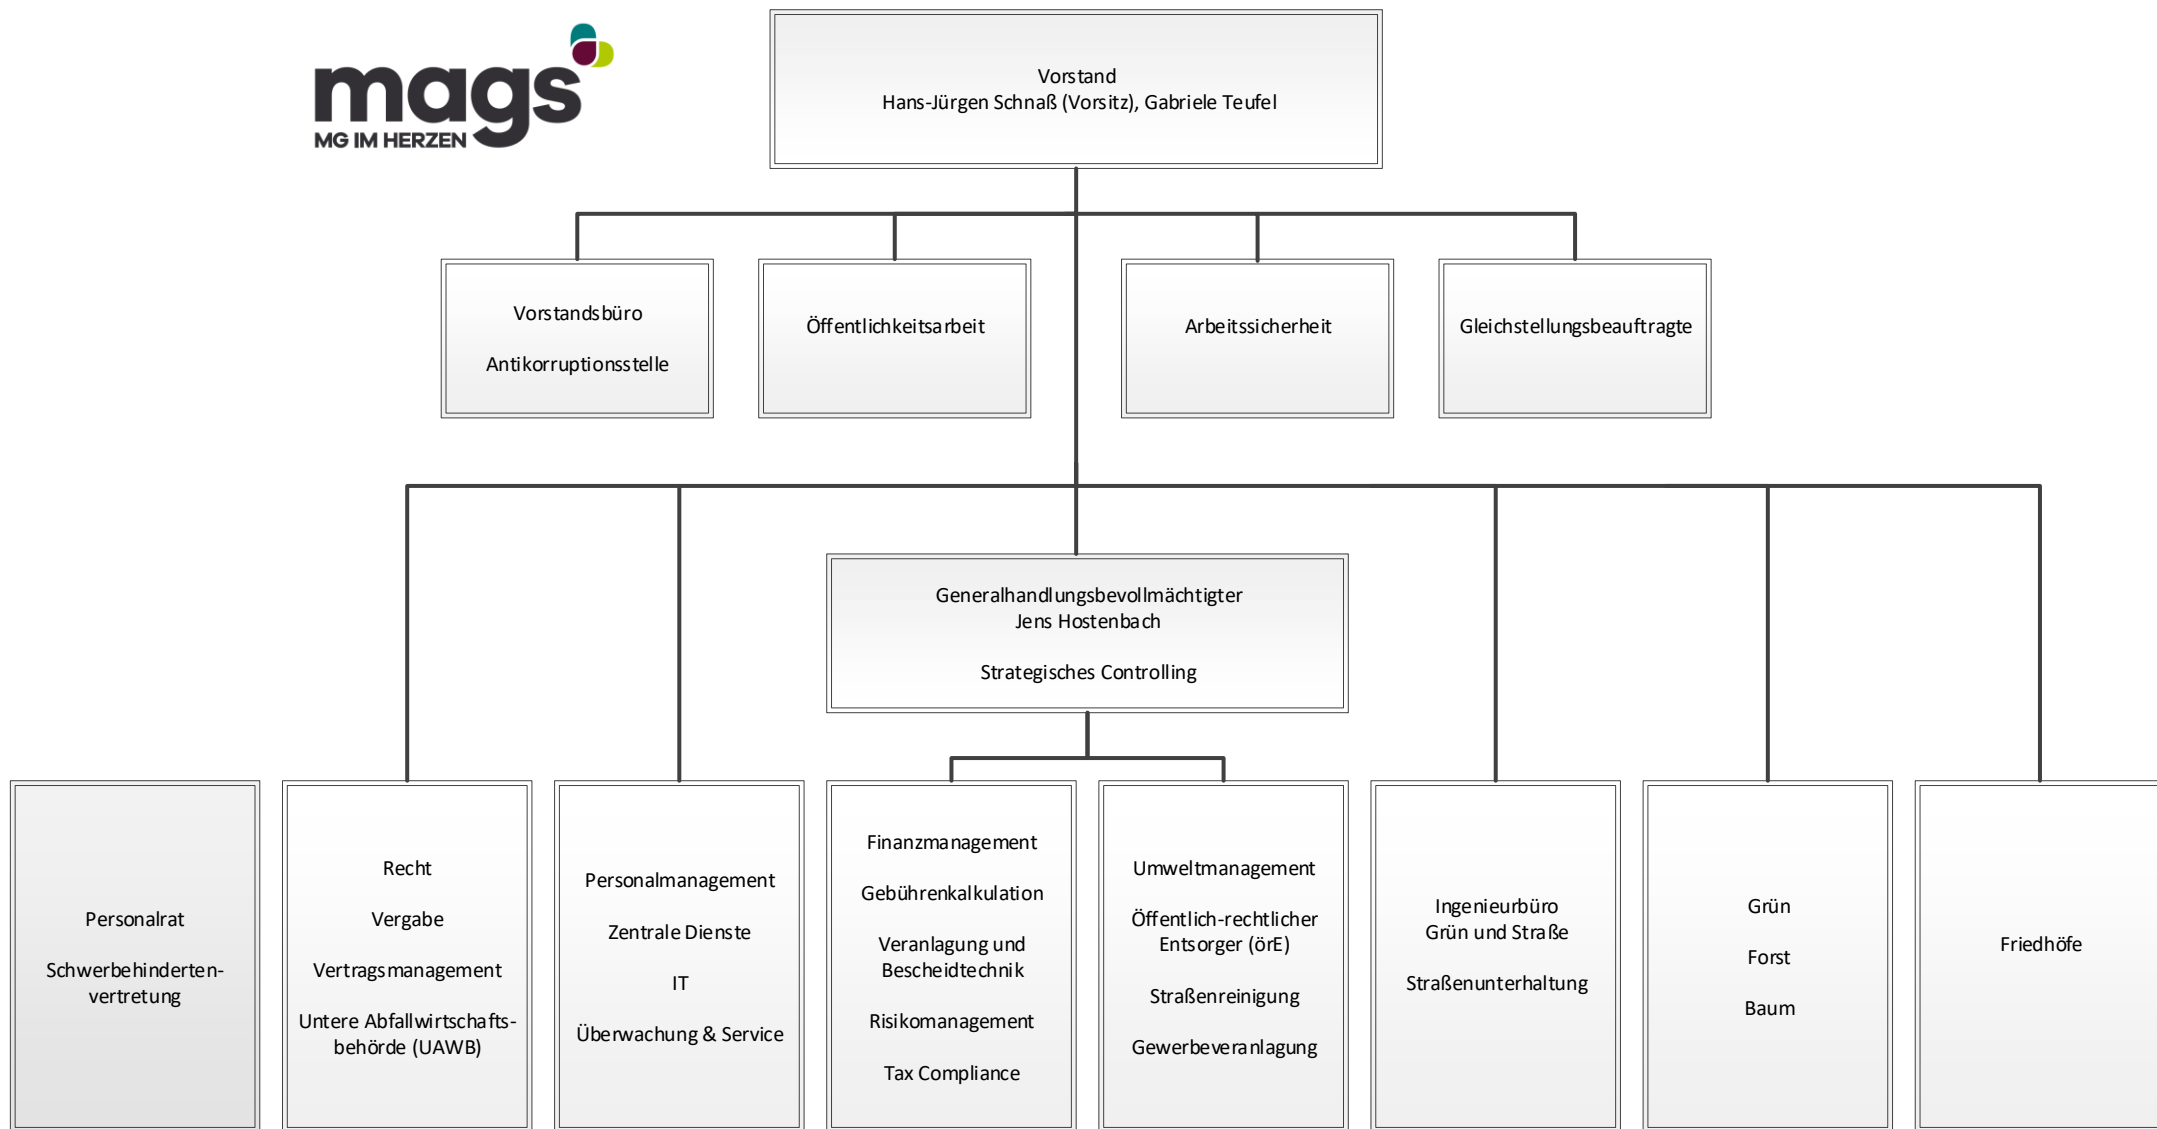 mags
MG IM HERZEN
Vorstand
Hans-Jürgen Schnaß (Vorsitz), Gabriele Teufel
Vorstandsbüro
Antikorruptionsstelle
Öffentlichkeitsarbeit
Arbeitssicherheit
Gleichstellungsbeauftragte
Generalhandlungsbevollmächtigter
Jens Hostenbach
Strategisches Controlling
Personalrat
Schwerbehinderten-
vertretung
Recht
Vergabe
Vertragsmanagement
Untere Abfallwirtschafts-
behörde (UAWB)
Personalmanagement
Zentrale Dienste
IT
Überwachung & Service
Finanzmanagement
Gebührenkalkulation
Veranlagung und
Bescheidtechnik
Risikomanagement
Tax Compliance
Umweltmanagement
Öffentlich-rechtlicher
Entsorger (örE)
Straßenreinigung
Gewerbeveranlagung
Ingenieurbüro
Grün und Straße
Straßenunterhaltung
Grün
Forst
Baum
Friedhöfe